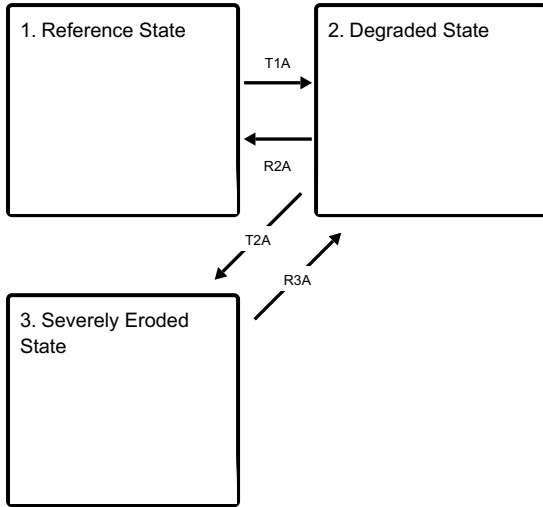 1. Reference State
2. Degraded State
T1A
R2A
T2A
R3A
3. Severely Eroded
State